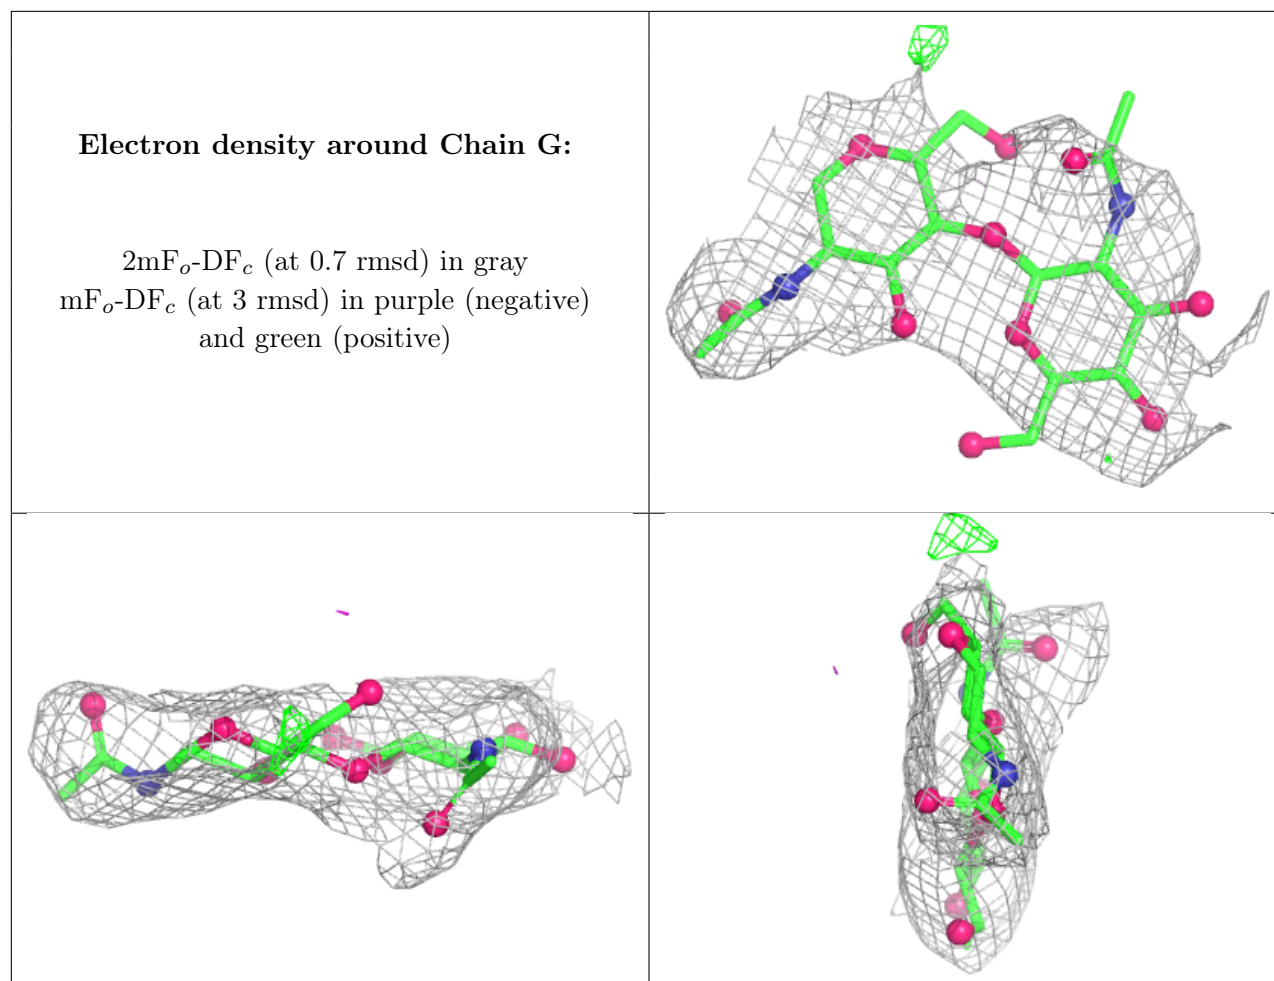 Electron density around Chain G:
2mFo-DFc (at 0.7 rmsd) in gray
mFo-DFc (at 3 rmsd) in purple (negative)
and green (positive)